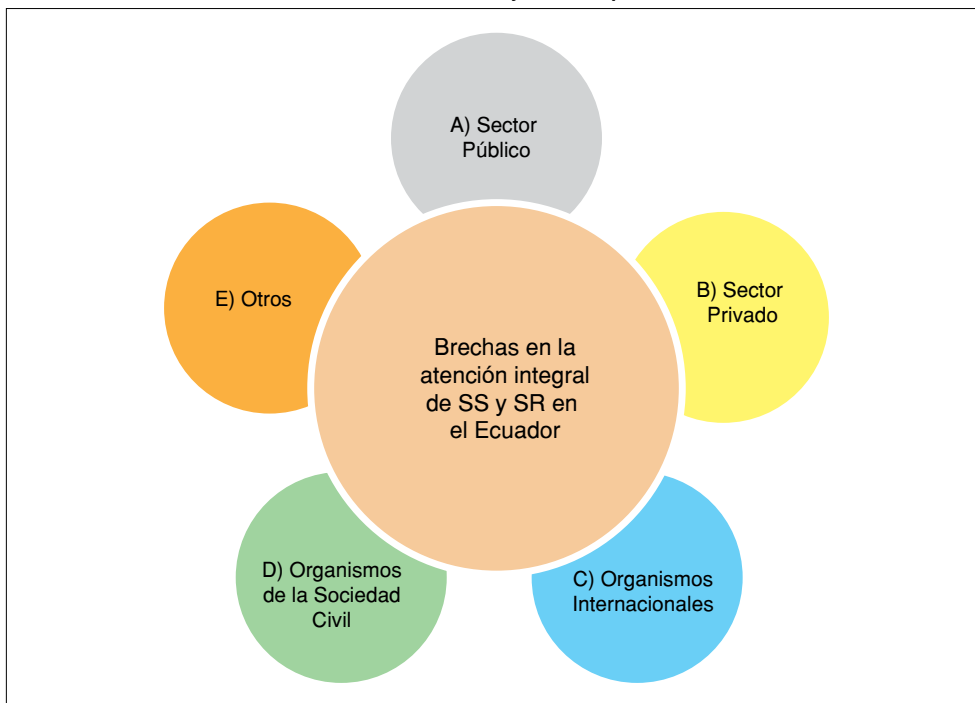 A) Sector
Público
B) Sector
Privado
C) Organismos
Internacionales
D) Organismos
de la Sociedad
Civil
E) Otros
Brechas en la
atención integral
de SS y SR en
el Ecuador